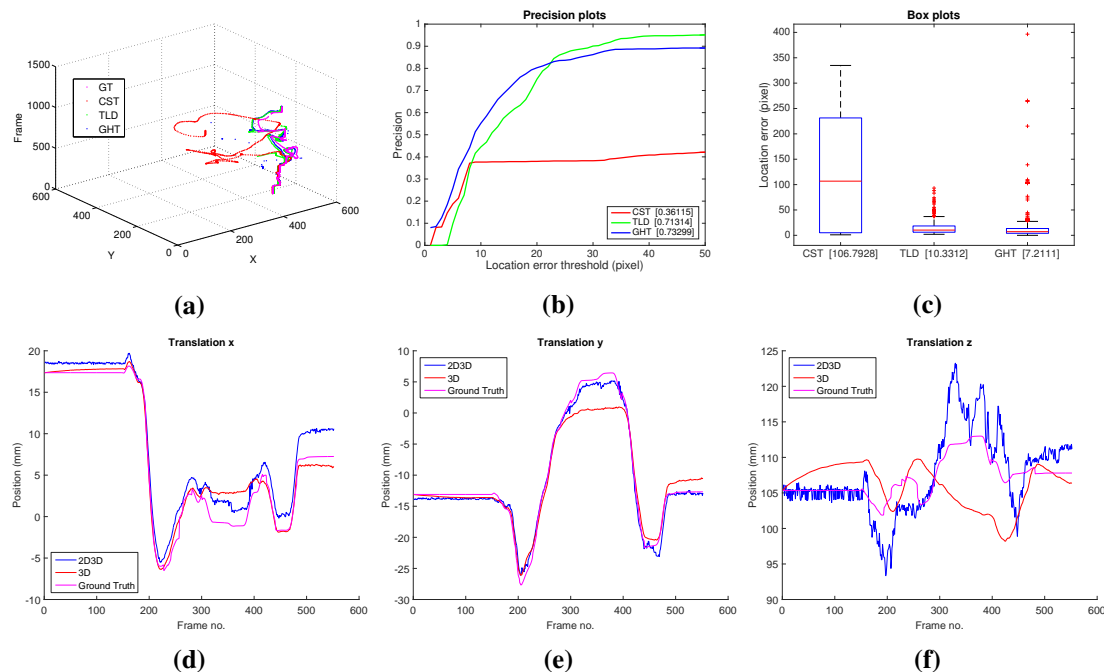 1500
1000
500
0
600
400
200
0
0
200
400
600
Frame
Y
X
GT
CST
TLD
GHT
(a)
Precision plots
1
0.9
0.8
0.7
0.6
0.5
0.4
0.3
0.2
0.1
0
Precision
CST [0.36115]
TLD [0.71314]
GHT [0.73299]
0 10 20 30 40 50
Location error threshold (pixel)
(b)
Box plots
400
350
300
250
200
150
100
50
0
Location error (pixel)
CST [106.7928] TLD [10.3312] GHT [7.2111]
(c)
Translation x
20
15
10
5
0
-5
-10
Position (mm)
2D3D
3D
Ground Truth
0 100 200 300 400 500 600
Frame no.
(d)
Translation y
10
5
0
-5
-10
-15
-20
-25
-30
Position (mm)
2D3D
3D
Ground Truth
0 100 200 300 400 500 600
Frame no.
(e)
Translation z
125
120
115
110
105
100
95
90
Position (mm)
2D3D
3D
Ground Truth
0 100 200 300 400 500 600
Frame no.
(f)